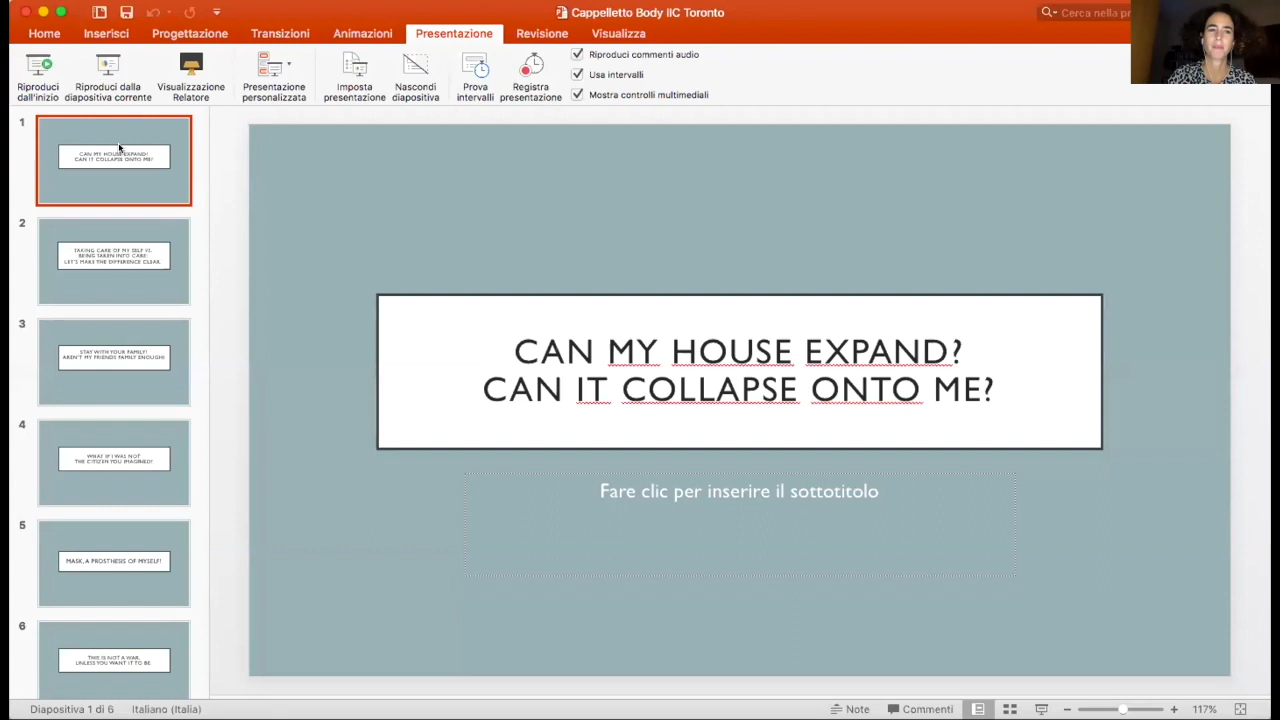 Cappelletto Body IIC Toronto
Cerca nella pr
Home Inserisci Progettazione Transizioni Animazioni Presentazione Revisione Visualizza
Riproduci dall'inizio
Riproduci dalla diapositiva corrente
Visualizzazione Relatore
Presentazione personalizzata
Imposta presentazione
Nascondi diapositiva
Prova intervalli
Registra presentazione
Riproduci commenti audio
Usa intervalli
Mostra controlli multimediali
1
CAN MY HOUSE EXPAND?
CAN IT COLLAPSE ONTO ME?
2
TAKING CARE OF MY SELF VS.
BEING TAKEN INTO CARE:
LET'S MAKE THE DIFFERENCE CLEAR.
3
STAY WITH YOUR FAMILY!
AREN'T MY FRIENDS FAMILY ENOUGH?
4
WHAT IF I WAS NOT
THE CITIZEN YOU IMAGINED?
5
MASK, A PROSTHESIS OF MYSELF?
6
THIS IS NOT A WAR,
UNLESS YOU WANT IT TO BE.
CAN MY HOUSE EXPAND?
CAN IT COLLAPSE ONTO ME?
Fare clic per inserire il sottotitolo
Diapositiva 1 di 6 Italiano (Italia) Note Commenti 117%